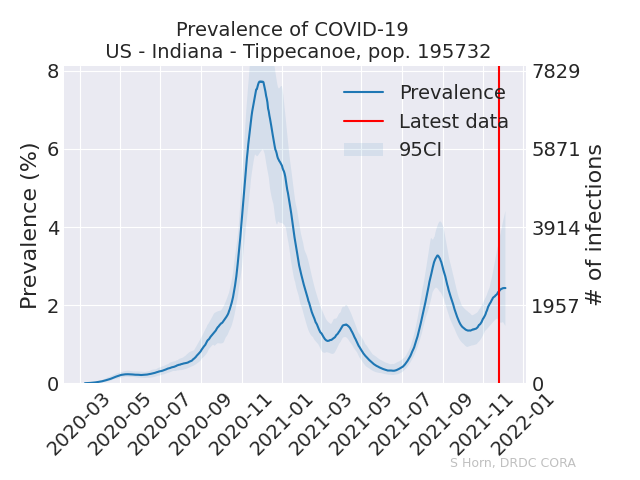 Prevalence of COVID-19
US - Indiana - Tippecanoe, pop. 195732
Prevalence (%)
8
6
4
2
0
7829
5871
3914
1957
0
# of infections
Prevalence
Latest data
95CI
2020-03
2020-05
2020-07
2020-09
2020-11
2021-01
2021-03
2021-05
2021-07
2021-09
2021-11
2022-01
S Horn, DRDC CORA